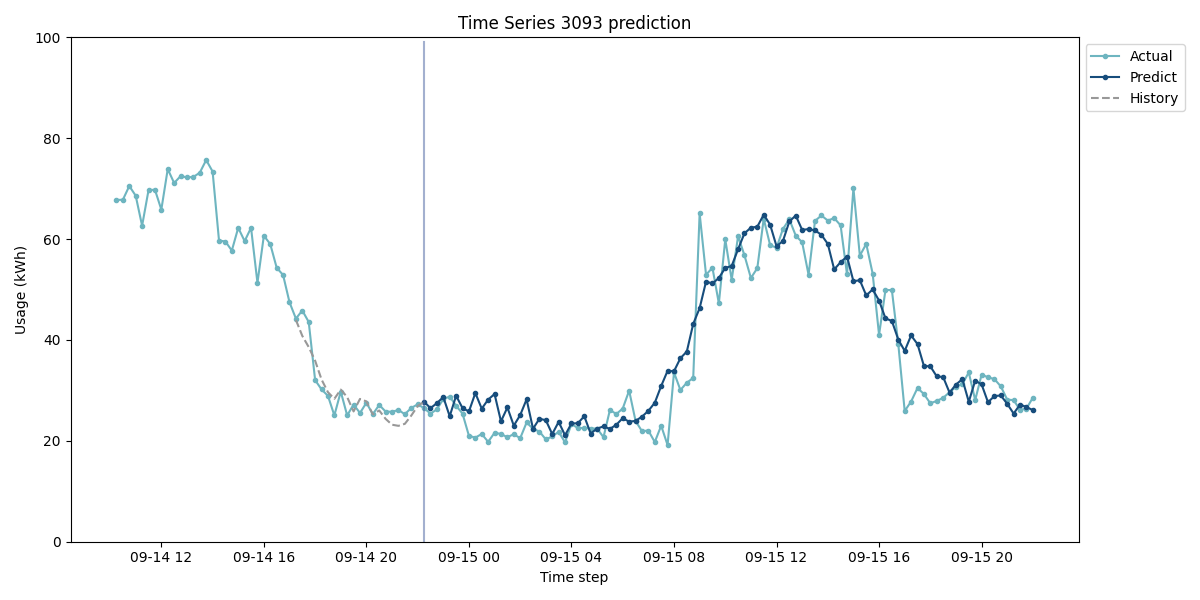 Time Series 3093 prediction
Usage (kWh)
100
80
60
40
20
0
09-14 12
09-14 16
09-14 20
09-15 00
09-15 04
09-15 08
09-15 12
09-15 16
09-15 20
Time step
Actual
Predict
History